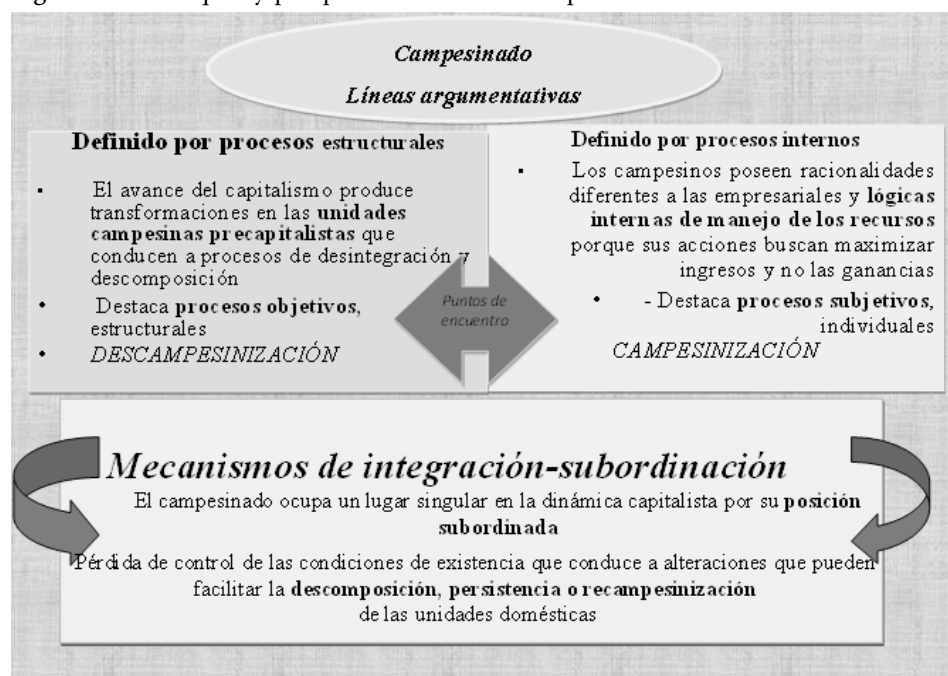 Campesinado
Líneas argumentativas
Definido por procesos estructurales
▪ El avance del capitalismo produce
transformaciones en las unidades
campesinas precapitalistas que
conducen a procesos de desintegración y
descomposición
• Destaca procesos objetivos,
estructurales
• DESCAMPESINIZACIÓN
Definido por procesos internos
▪ Los campesinos poseen racionalidades
diferentes a las empresariales y lógicas
internas de manejo de los recursos
porque sus acciones buscan maximizar
ingresos y no las ganancias
• - Destaca procesos subjetivos,
individuales
CAMPESINIZACIÓN
Puntos de
encuentro
Mecanismos de integración-subordinación
El campesinado ocupa un lugar singular en la dinámica capitalista por su posición
subordinada
Pérdida de control de las condiciones de existencia que conduce a alteraciones que pueden
facilitar la descomposición, persistencia o recampesinización
de las unidades domésticas